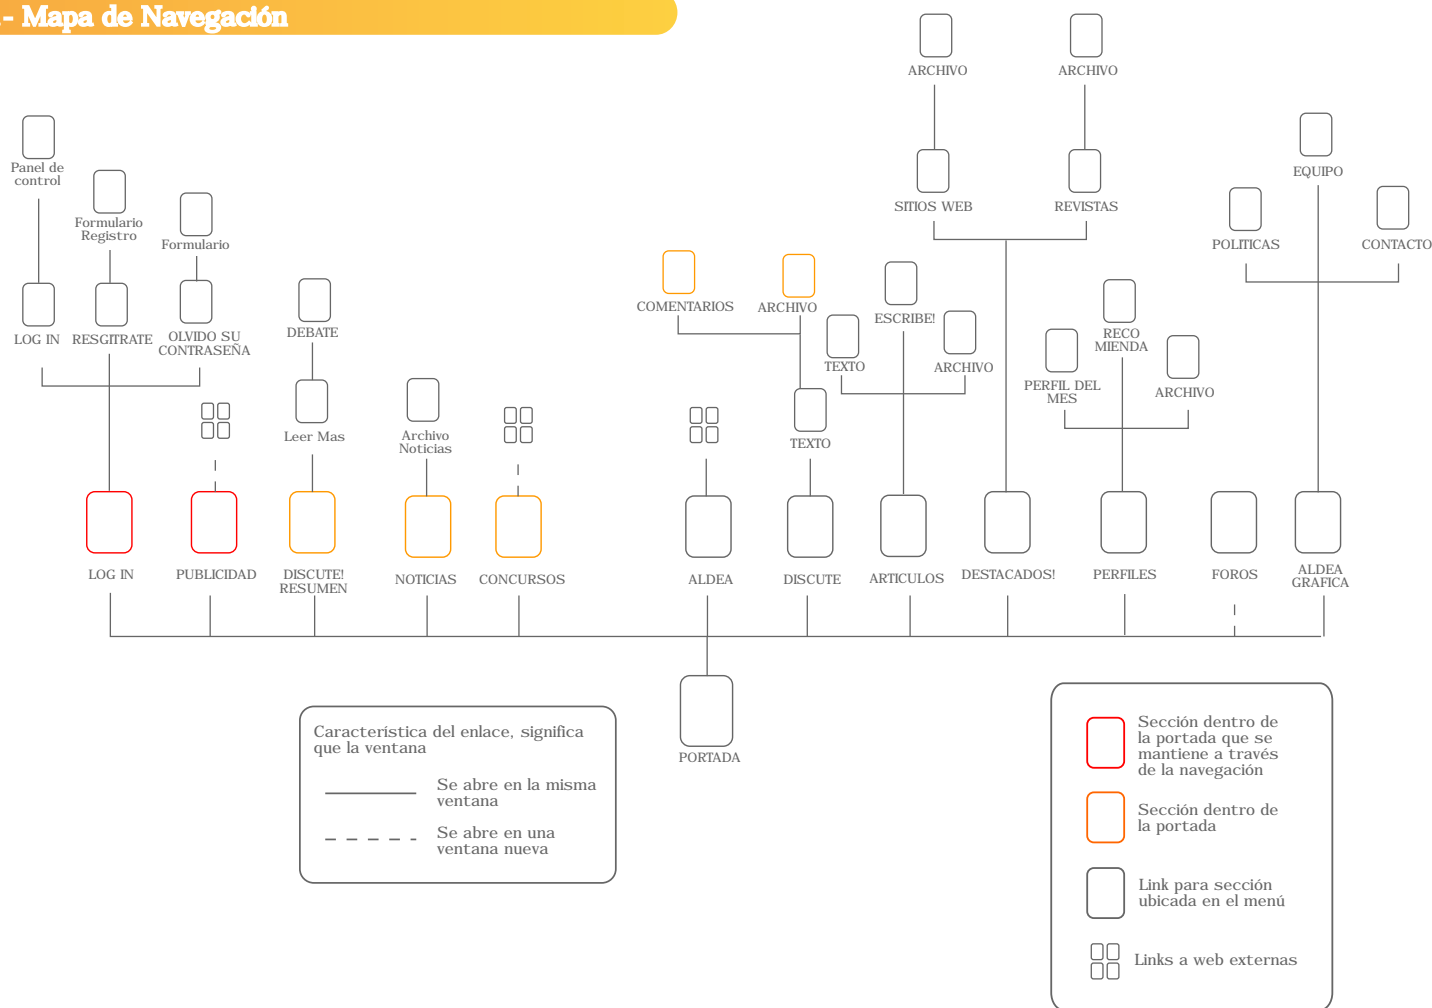 .- Mapa de Navegación
ARCHIVO
ARCHIVO
Panel de
control
EQUIPO
Formulario
Registro
Formulario
SITIOS WEB
REVISTAS
POLITICAS
CONTACTO
COMENTARIOS
ARCHIVO
ESCRIBE!
LOG IN
RESGITRATE
OLVIDO SU
CONTRASEÑA
DEBATE
RECO
MIENDA
TEXTO
ARCHIVO
PERFIL DEL
MES
ARCHIVO
Leer Mas
Archivo
Noticias
TEXTO
LOG IN
PUBLICIDAD
DISCUTE!
RESUMEN
NOTICIAS
CONCURSOS
ALDEA
DISCUTE
ARTICULOS
DESTACADOS!
PERFILES
FOROS
ALDEA
GRAFICA
PORTADA
Característica del enlace, significa
que la ventana
Se abre en la misma
ventana
Se abre en una
ventana nueva
Sección dentro de
la portada que se
mantiene a través
de la navegación
Sección dentro de
la portada
Link para sección
ubicada en el menú
Links a web externas